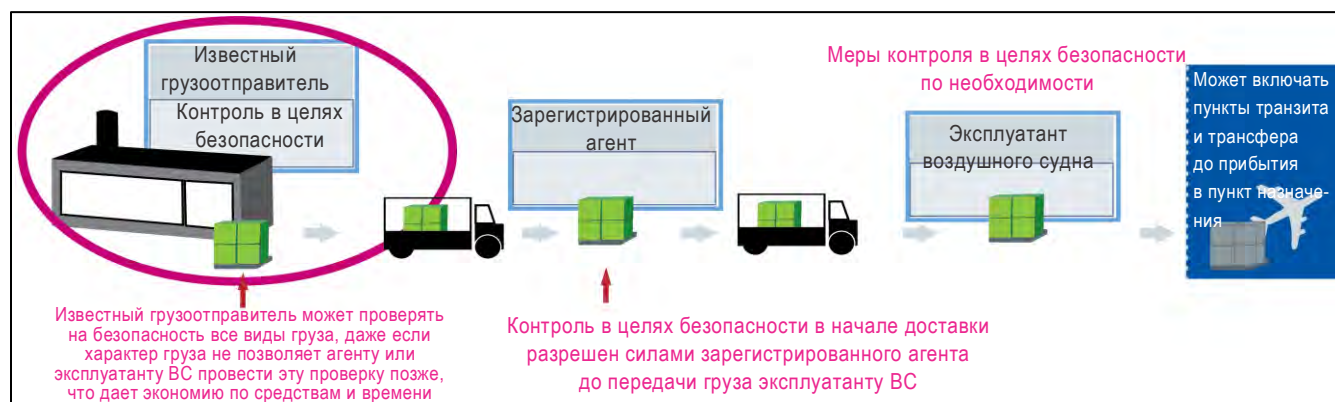 Известный
грузоотправитель
Контроль в целях
безопасности
Зарегистрированный
агент
Меры контроля в целях безопасности
по необходимости
Эксплуатант
воздушного судна
Может включать
пункты транзита
и трансфера
до прибытия
в пункт назначе-
ния
Известный грузоотправитель может проверять
на безопасность все виды груза, даже если
характер груза не позволяет агенту или
эксплуатанту ВС провести эту проверку позже,
что дает экономию по средствам и времени
Контроль в целях безопасности в начале доставки
разрешен силами зарегистрированного агента
до передачи груза эксплуатанту ВС